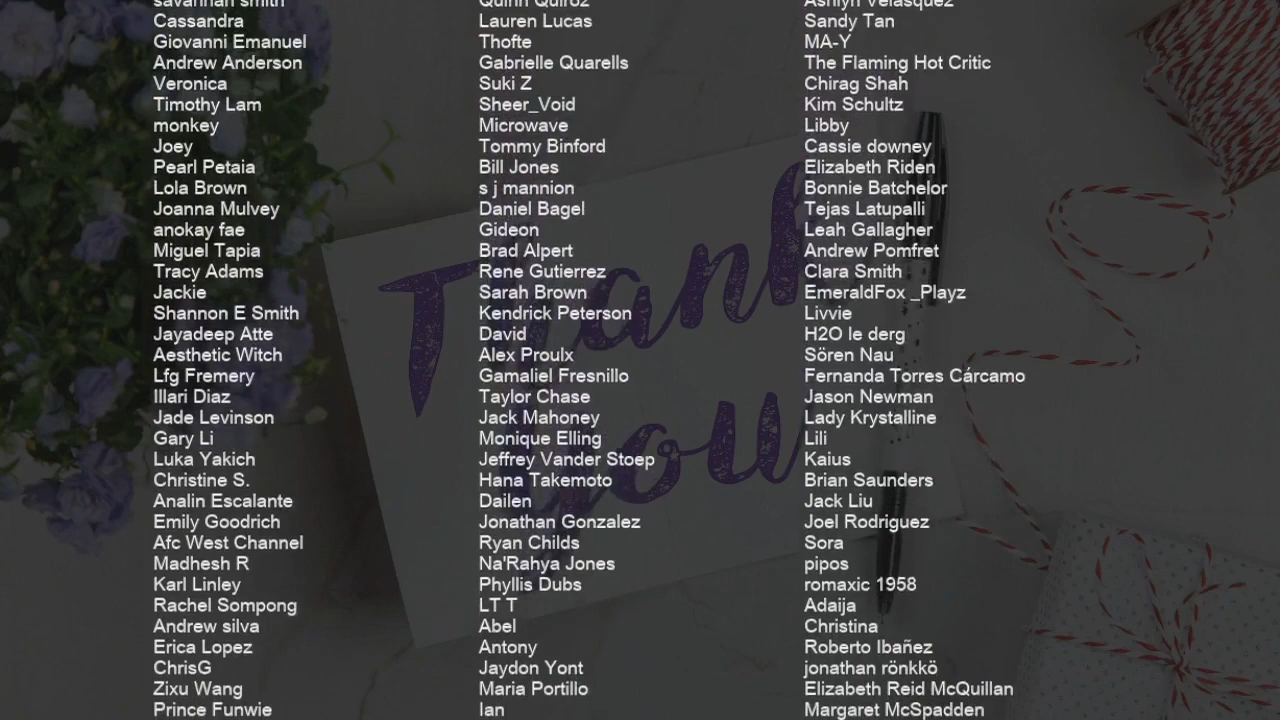 savannah smith
Cassandra
Giovanni Emanuel
Andrew Anderson
Veronica
Timothy Lam
monkey
Joey
Pearl Petaia
Lola Brown
Joanna Mulvey
anokay fae
Miguel Tapia
Tracy Adams
Jackie
Shannon E Smith
Jayadeep Atte
Aesthetic Witch
Lfg Fremery
Illari Diaz
Jade Levinson
Gary Li
Luka Yakich
Christine S.
Analin Escalante
Emily Goodrich
Afc West Channel
Madhesh R
Karl Linley
Rachel Sompong
Andrew silva
Erica Lopez
ChrisG
Zixu Wang
Prince Funwie
Quinn Quiroz
Lauren Lucas
Thofte
Gabrielle Quarells
Suki Z
Sheer_Void
Microwave
Tommy Binford
Bill Jones
s j mannion
Daniel Bagel
Gideon
Brad Alpert
Rene Gutierrez
Sarah Brown
Kendrick Peterson
David
Alex Proulx
Gamaliel Fresnillo
Taylor Chase
Jack Mahoney
Monique Elling
Jeffrey Vander Stoep
Hana Takemoto
Dailen
Jonathan Gonzalez
Ryan Childs
Na'Rahya Jones
Phyllis Dubs
LT T
Abel
Antony
Jaydon Yont
Maria Portillo
Ian
Ashlyn Velasquez
Sandy Tan
MA-Y
The Flaming Hot Critic
Chirag Shah
Kim Schultz
Libby
Cassie downey
Elizabeth Riden
Bonnie Batchelor
Tejas Latupalli
Leah Gallagher
Andrew Pomfret
Clara Smith
EmeraldFox _Playz
Livvie
H2O le derg
Sören Nau
Fernanda Torres Cárcamo
Jason Newman
Lady Krystalline
Lili
Kaius
Brian Saunders
Jack Liu
Joel Rodriguez
Sora
pipos
romaxic 1958
Adaija
Christina
Roberto Ibañez
jonathan rönkkö
Elizabeth Reid McQuillan
Margaret McSpadden
Thank
You